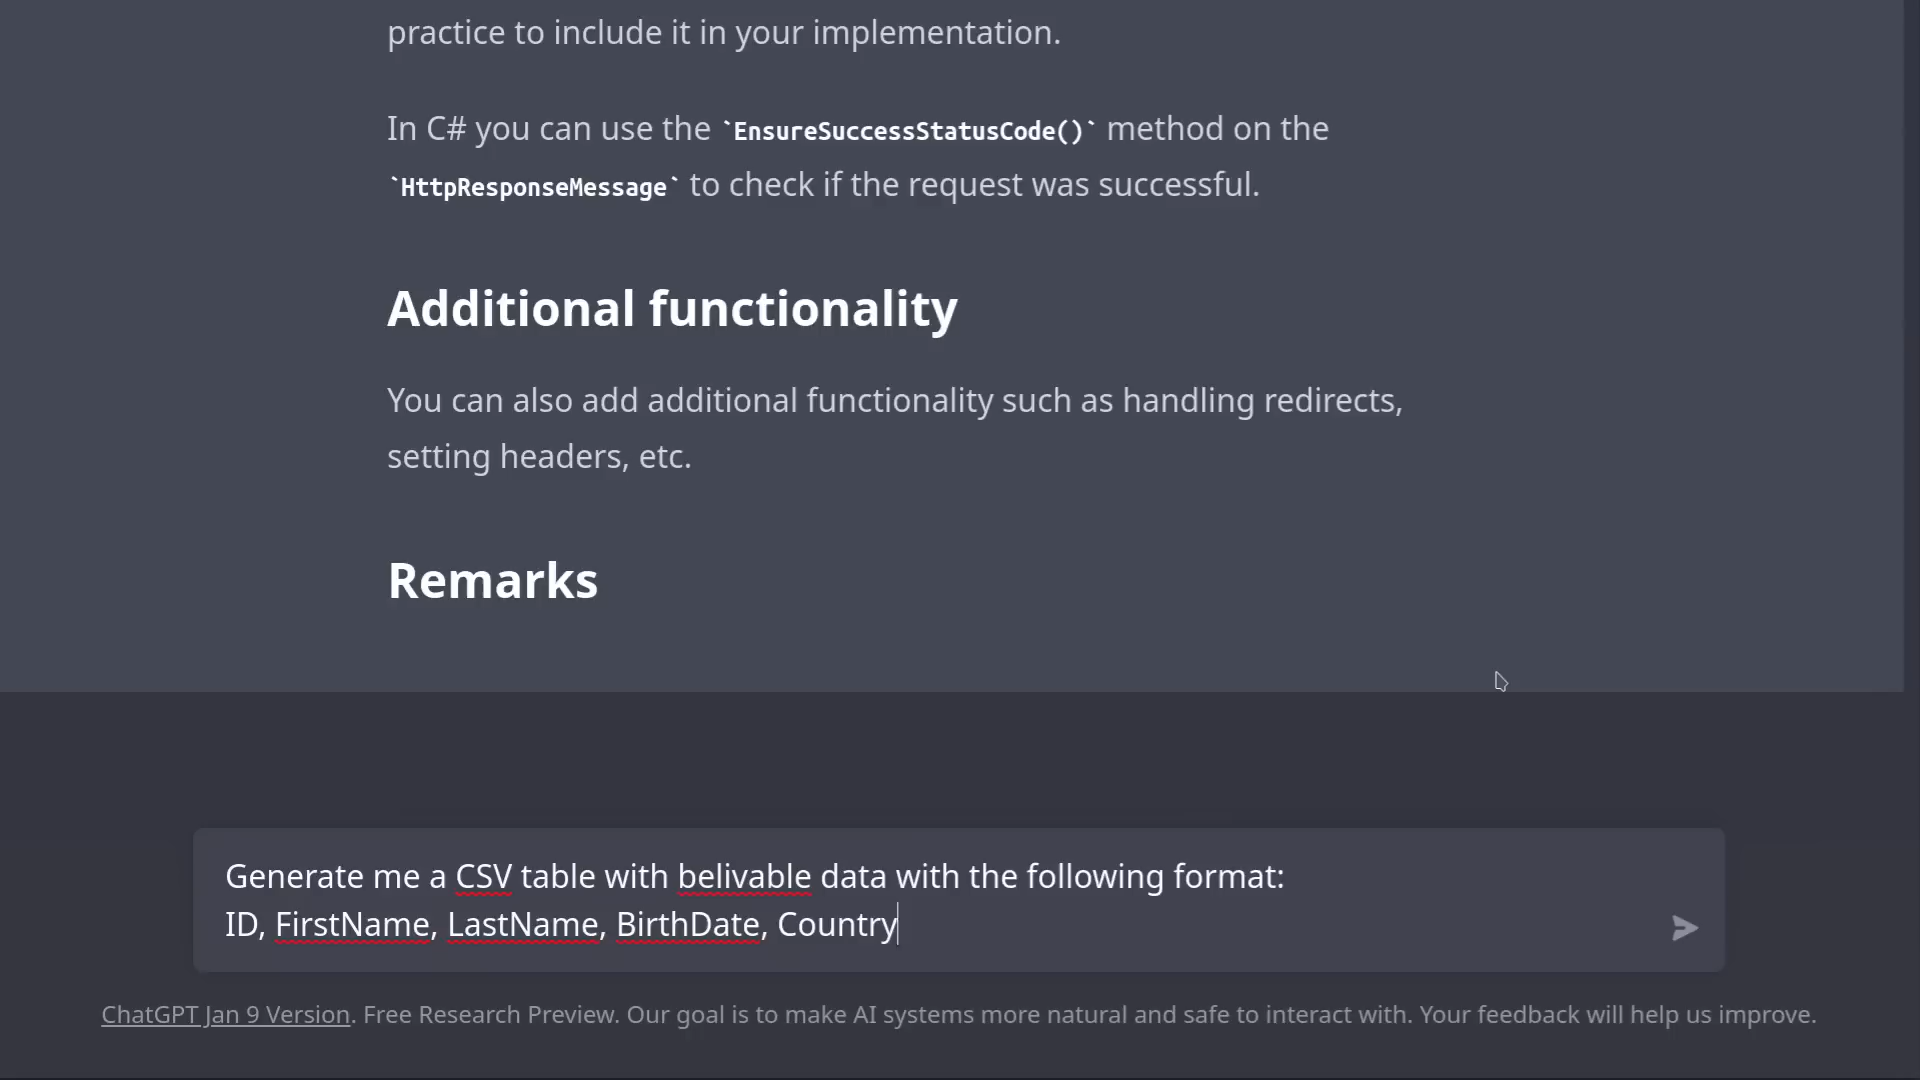 practice to include it in your implementation.
In C# you can use the `EnsureSuccessStatusCode()` method on the
`HttpResponseMessage` to check if the request was successful.
Additional functionality
You can also add additional functionality such as handling redirects,
setting headers, etc.
Remarks
Generate me a CSV table with belivable data with the following format:
ID, FirstName, LastName, BirthDate, Country
ChatGPT Jan 9 Version. Free Research Preview. Our goal is to make AI systems more natural and safe to interact with. Your feedback will help us improve.